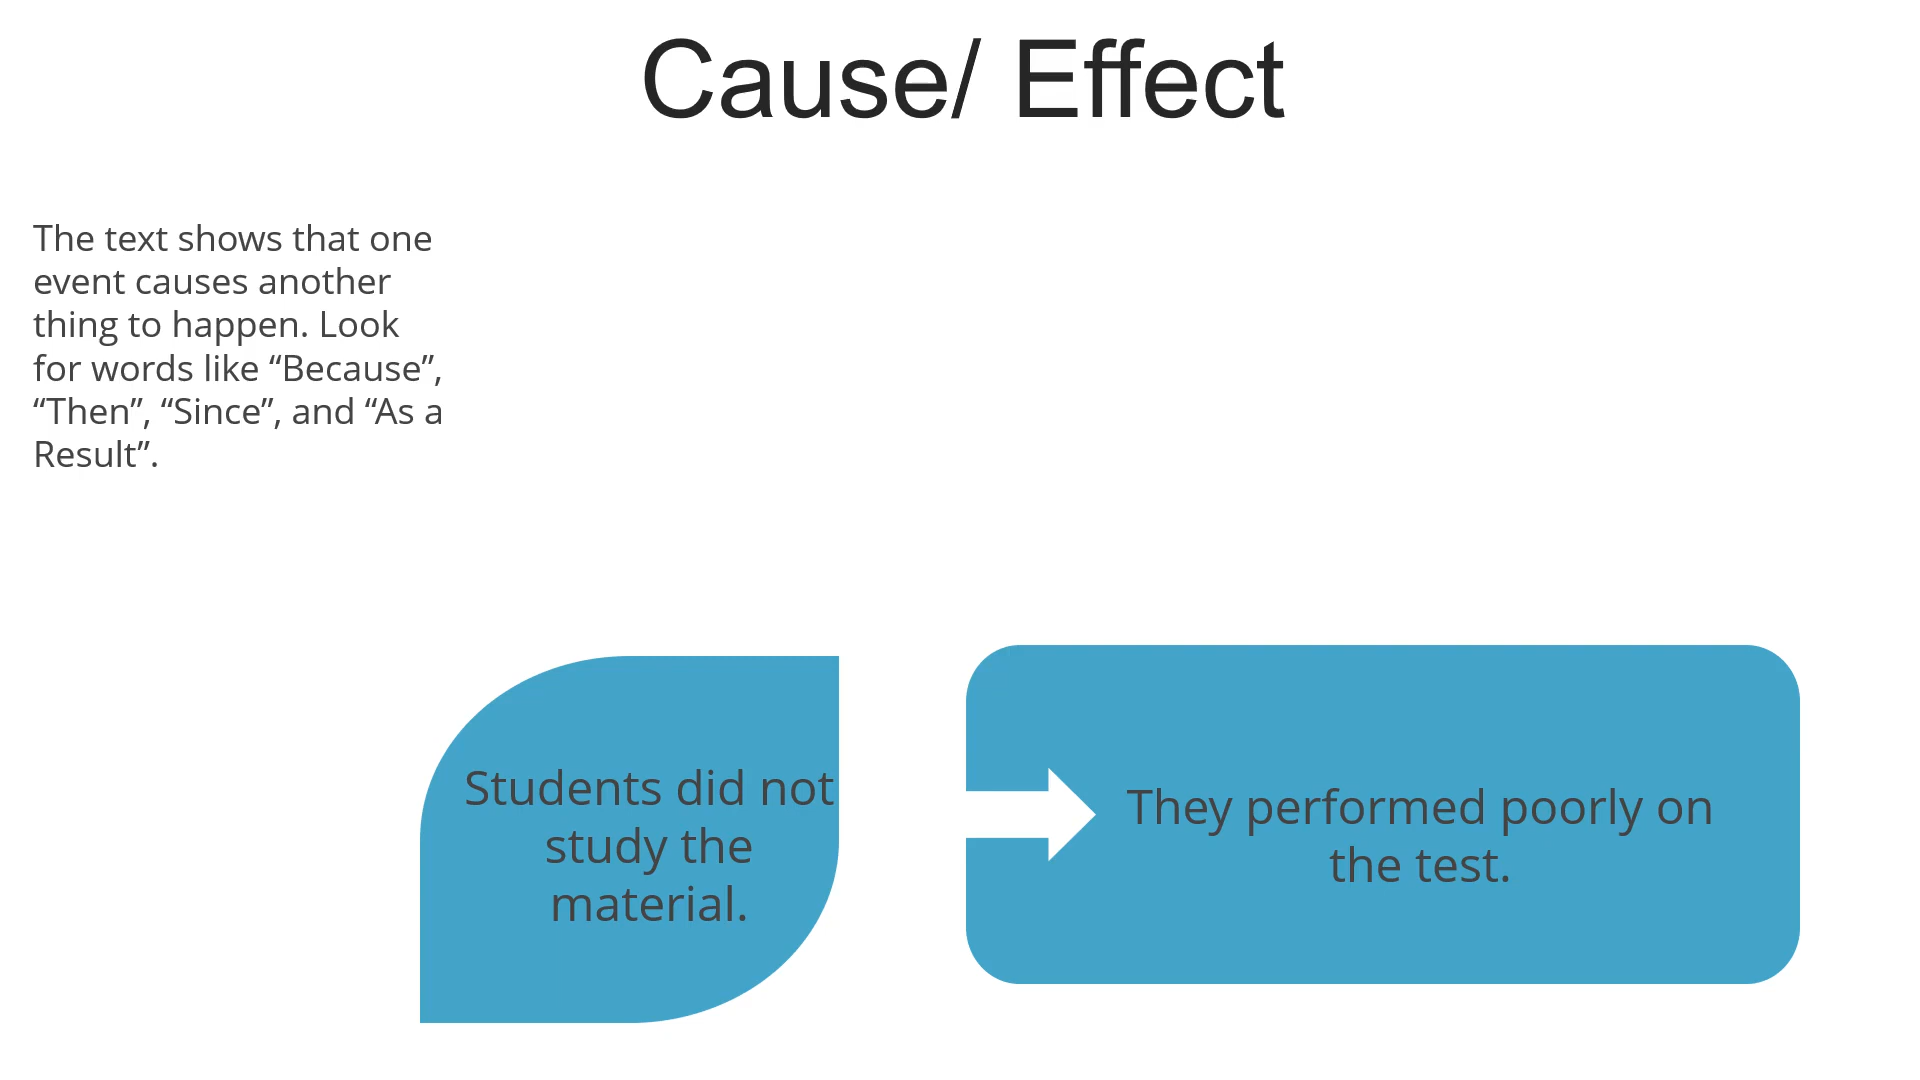 Cause/ Effect
The text shows that one
event causes another
thing to happen. Look
for words like “Because”,
“Then”, “Since”, and “As a
Result”.
Students did not
study the
material.
They performed poorly on
the test.